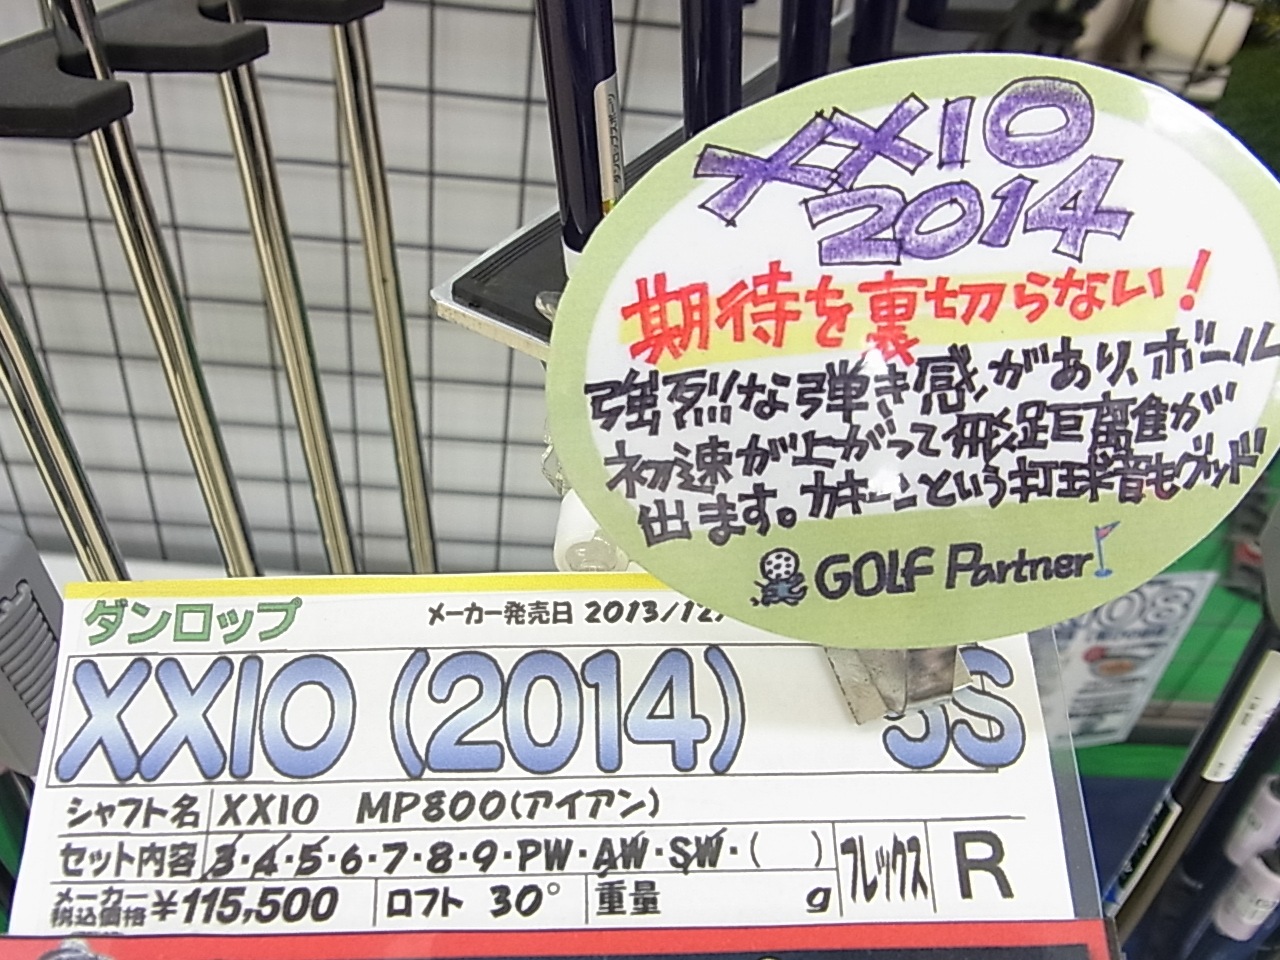 XXIO
2014
期待を裏切らない！
強烈な弾き感があり、ボール
初速が上がって飛距離が
出ます。カキーンという打球音もグッド
GOLF Partner
ダンロップ
メーカー発売日 2013/12/
XXIO (2014)
シャフト名 XXIO MP800(アイアン)
セット内容 3・4・5・6・7・8・9・PW・AW・SW・( )
フレックス R
メーカー税込価格 ¥115,500 ロフト 30° 重量 g